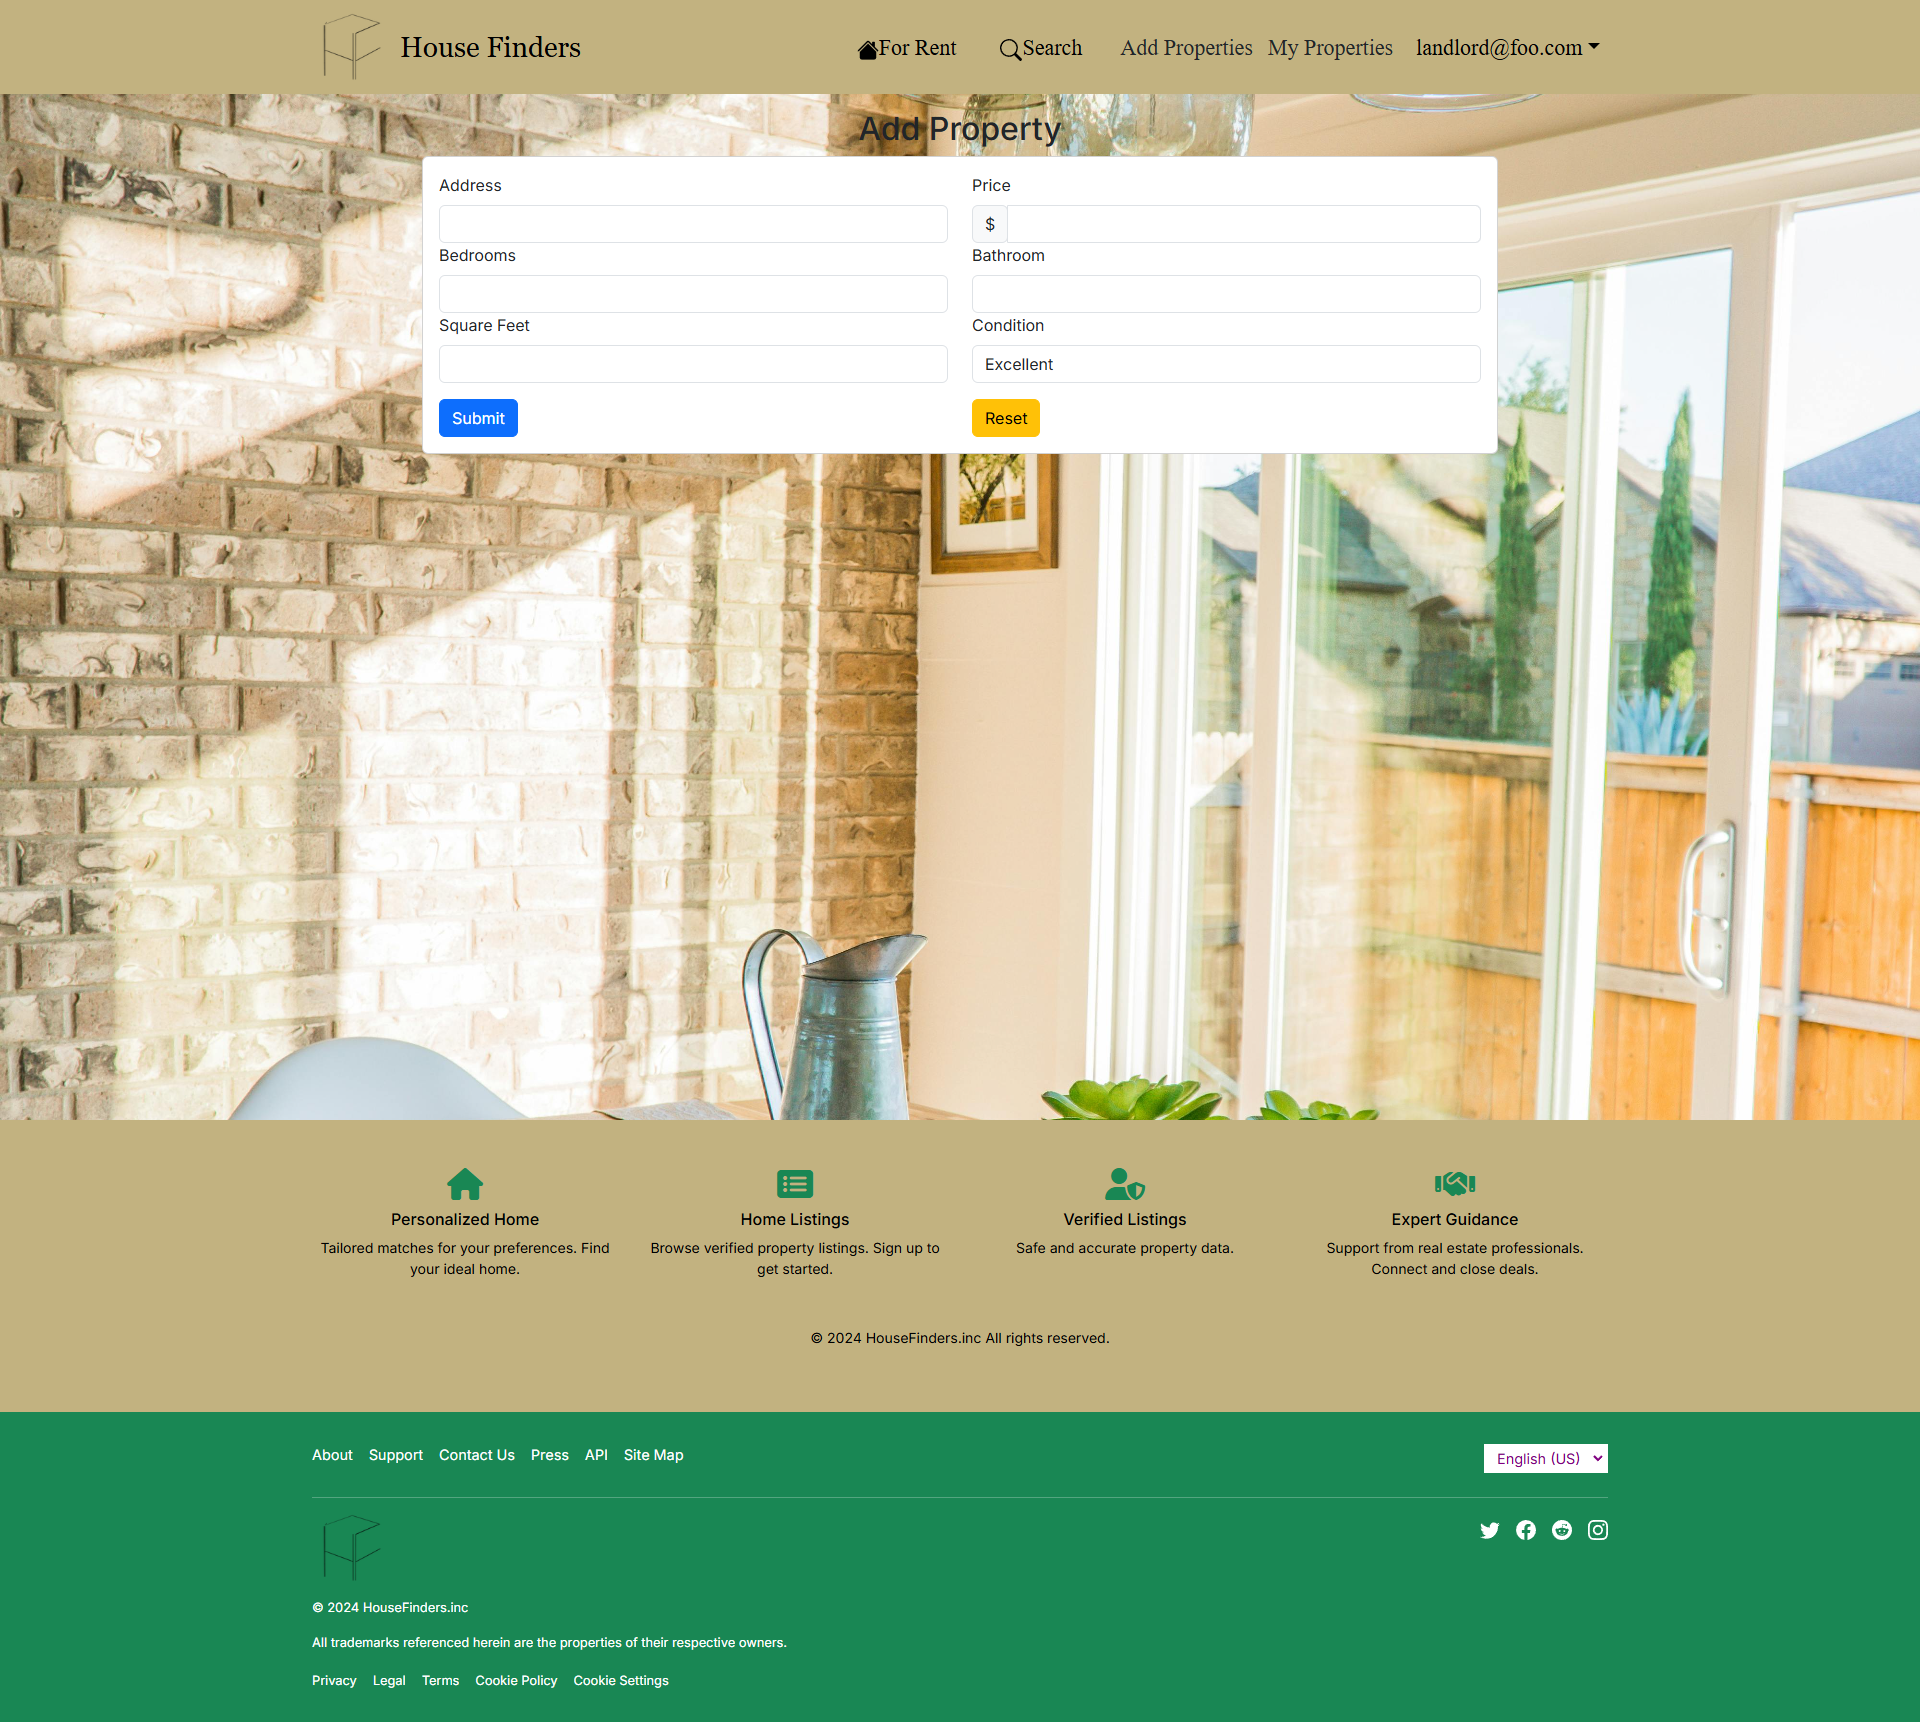 House Finders
For Rent
Search
Add Properties
My Properties
landlord@foo.com
Add Property
Address
Price
$
Bedrooms
Bathroom
Square Feet
Condition
Excellent
Submit
Reset
Personalized Home
Tailored matches for your preferences. Find
your ideal home.
Home Listings
Browse verified property listings. Sign up to
get started.
Verified Listings
Safe and accurate property data.
Expert Guidance
Support from real estate professionals.
Connect and close deals.
© 2024 HouseFinders.inc All rights reserved.
About Support Contact Us Press API Site Map
English (US)
© 2024 HouseFinders.inc
All trademarks referenced herein are the properties of their respective owners.
Privacy Legal Terms Cookie Policy Cookie Settings